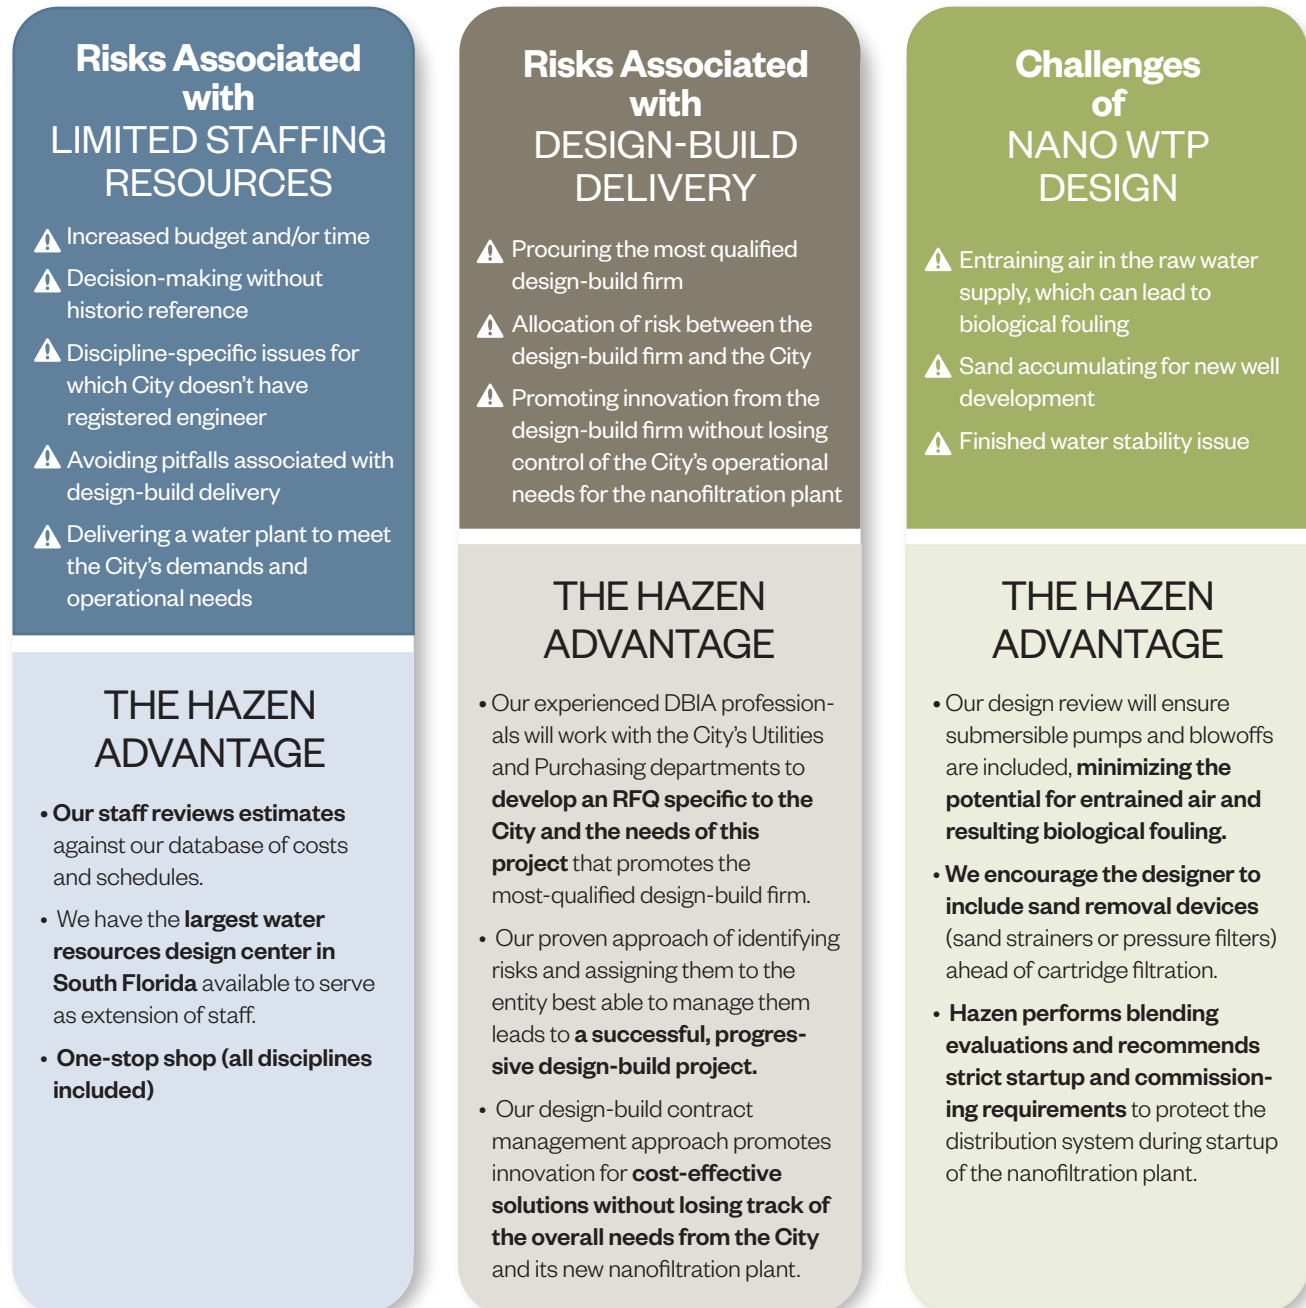 Risks Associated
with
LIMITED STAFFING
RESOURCES
Increased budget and/or time
Decision-making without
historic reference
Discipline-specific issues for
which City doesn't have
registered engineer
Avoiding pitfalls associated with
design-build delivery
Delivering a water plant to meet
the City's demands and
operational needs
THE HAZEN
ADVANTAGE
• Our staff reviews estimates
against our database of costs
and schedules.
• We have the largest water
resources design center in
South Florida available to serve
as extension of staff.
• One-stop shop (all disciplines
included)
Risks Associated
with
DESIGN-BUILD
DELIVERY
Procuring the most qualified
design-build firm
Allocation of risk between the
design-build firm and the City
Promoting innovation from the
design-build firm without losing
control of the City's operational
needs for the nanofiltration plant
THE HAZEN
ADVANTAGE
• Our experienced DBIA profession-
als will work with the City's Utilities
and Purchasing departments to
develop an RFQ specific to the
City and the needs of this
project that promotes the
most-qualified design-build firm.
• Our proven approach of identifying
risks and assigning them to the
entity best able to manage them
leads to a successful, progres-
sive design-build project.
• Our design-build contract
management approach promotes
innovation for cost-effective
solutions without losing track of
the overall needs from the City
and its new nanofiltration plant.
Challenges
of
NANO WTP
DESIGN
Entraining air in the raw water
supply, which can lead to
biological fouling
Sand accumulating for new well
development
Finished water stability issue
THE HAZEN
ADVANTAGE
• Our design review will ensure
submersible pumps and blowoffs
are included, minimizing the
potential for entrained air and
resulting biological fouling.
• We encourage the designer to
include sand removal devices
(sand strainers or pressure filters)
ahead of cartridge filtration.
• Hazen performs blending
evaluations and recommends
strict startup and commission-
ing requirements to protect the
distribution system during startup
of the nanofiltration plant.